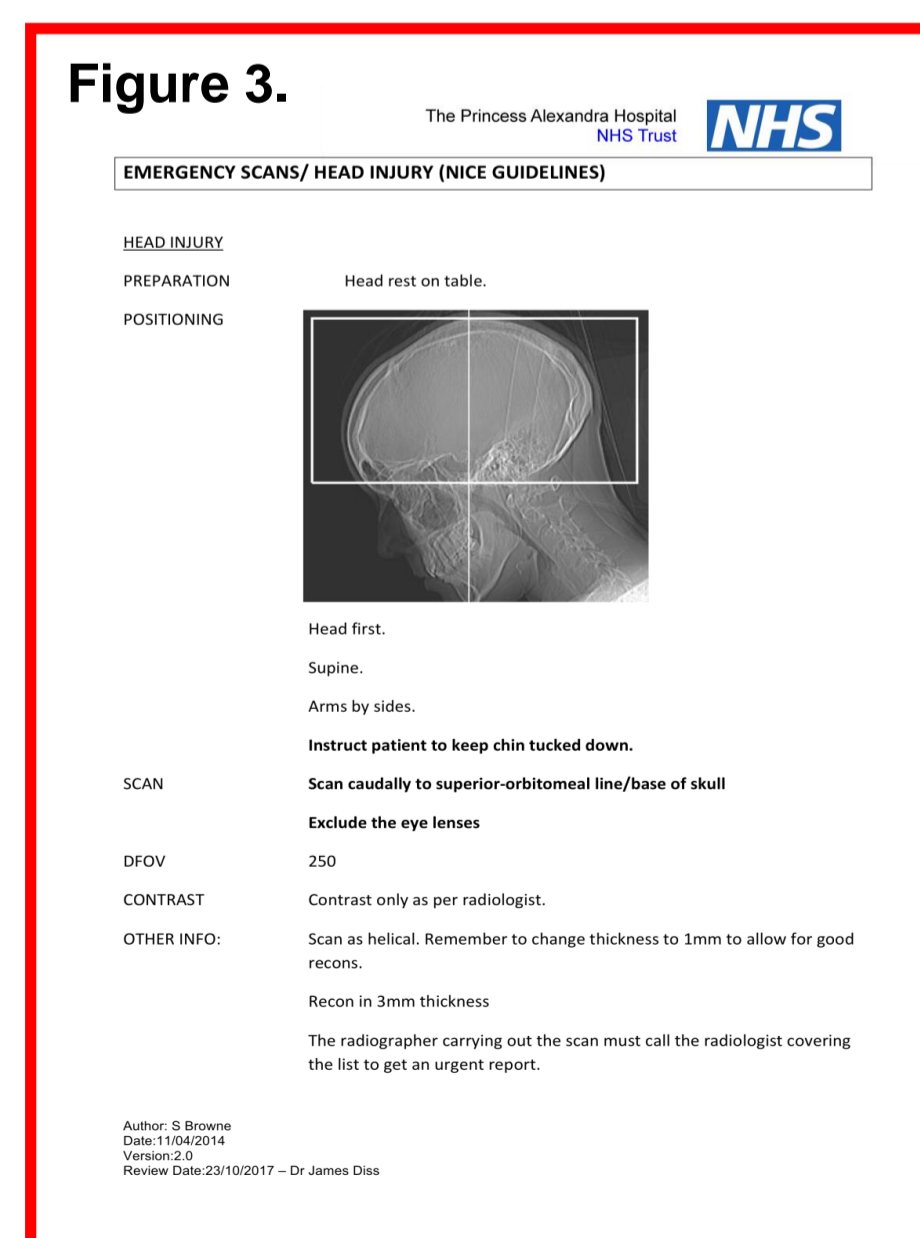 Figure 3.
The Princess Alexandra Hospital
NHS Trust
NHS
EMERGENCY SCANS/ HEAD INJURY (NICE GUIDELINES)
HEAD INJURY
PREPARATION Head rest on table.
POSITIONING
Head first.
Supine.
Arms by sides.
Instruct patient to keep chin tucked down.
SCAN Scan caudally to superior-orbitomeal line/base of skull
Exclude the eye lenses
DFOV 250
CONTRAST Contrast only as per radiologist.
OTHER INFO: Scan as helical. Remember to change thickness to 1mm to allow for good
recons.
Recon in 3mm thickness
The radiographer carrying out the scan must call the radiologist covering
the list to get an urgent report.
Author: S Browne
Date:11/04/2014
Version:2.0
Review Date:23/10/2017 – Dr James Diss